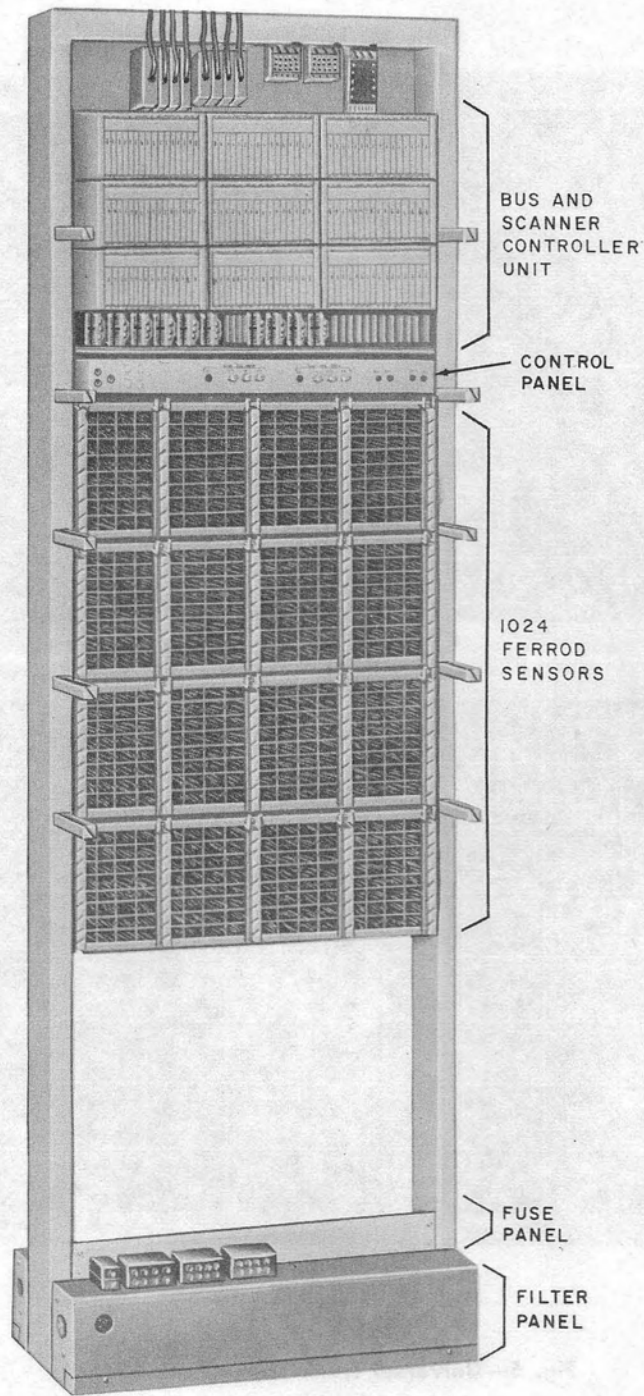 BUS AND
SCANNER
CONTROLLER
UNIT
CONTROL
PANEL
1024
FERROD
SENSORS
FUSE
PANEL
FILTER
PANEL